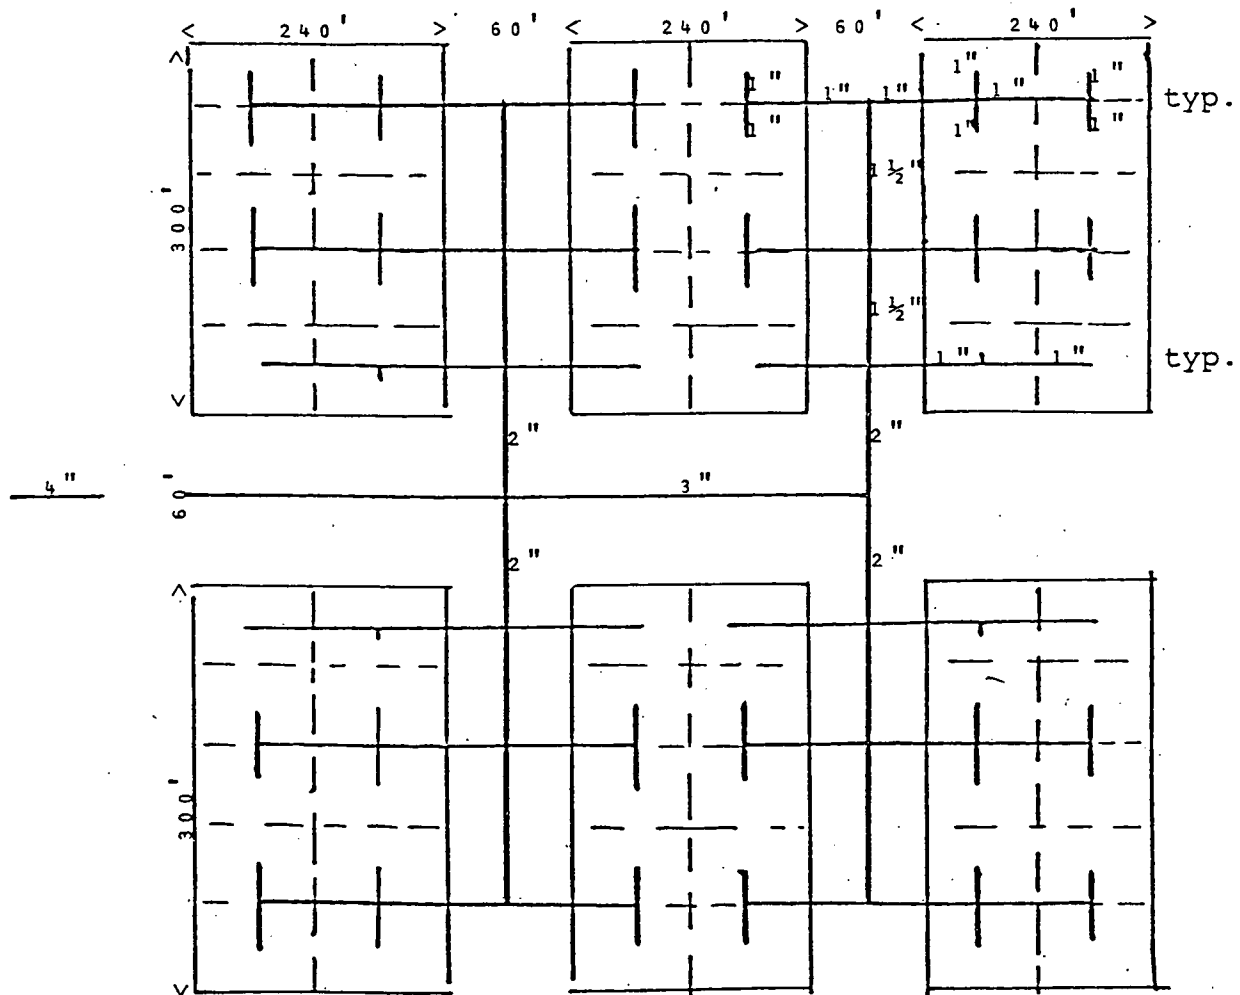 < 240' > 60' < 240' > 60' < 240' >
1" 1" 1"
1" 1" 1" 1" typ.
1" 1" 1"
1½"
300'
1½"
1" 1" typ.
2" 2"
4" 60' 3"
2" 2"
300'